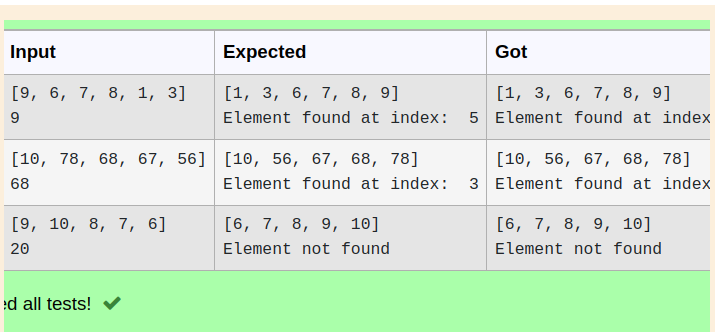 Input Expected Got
[9, 6, 7, 8, 1, 3] [1, 3, 6, 7, 8, 9] [1, 3, 6, 7, 8, 9]
9 Element found at index:  5 Element found at index
[10, 78, 68, 67, 56] [10, 56, 67, 68, 78] [10, 56, 67, 68, 78]
68 Element found at index:  3 Element found at index
[9, 10, 8, 7, 6] [6, 7, 8, 9, 10] [6, 7, 8, 9, 10]
20 Element not found Element not found
ed all tests!